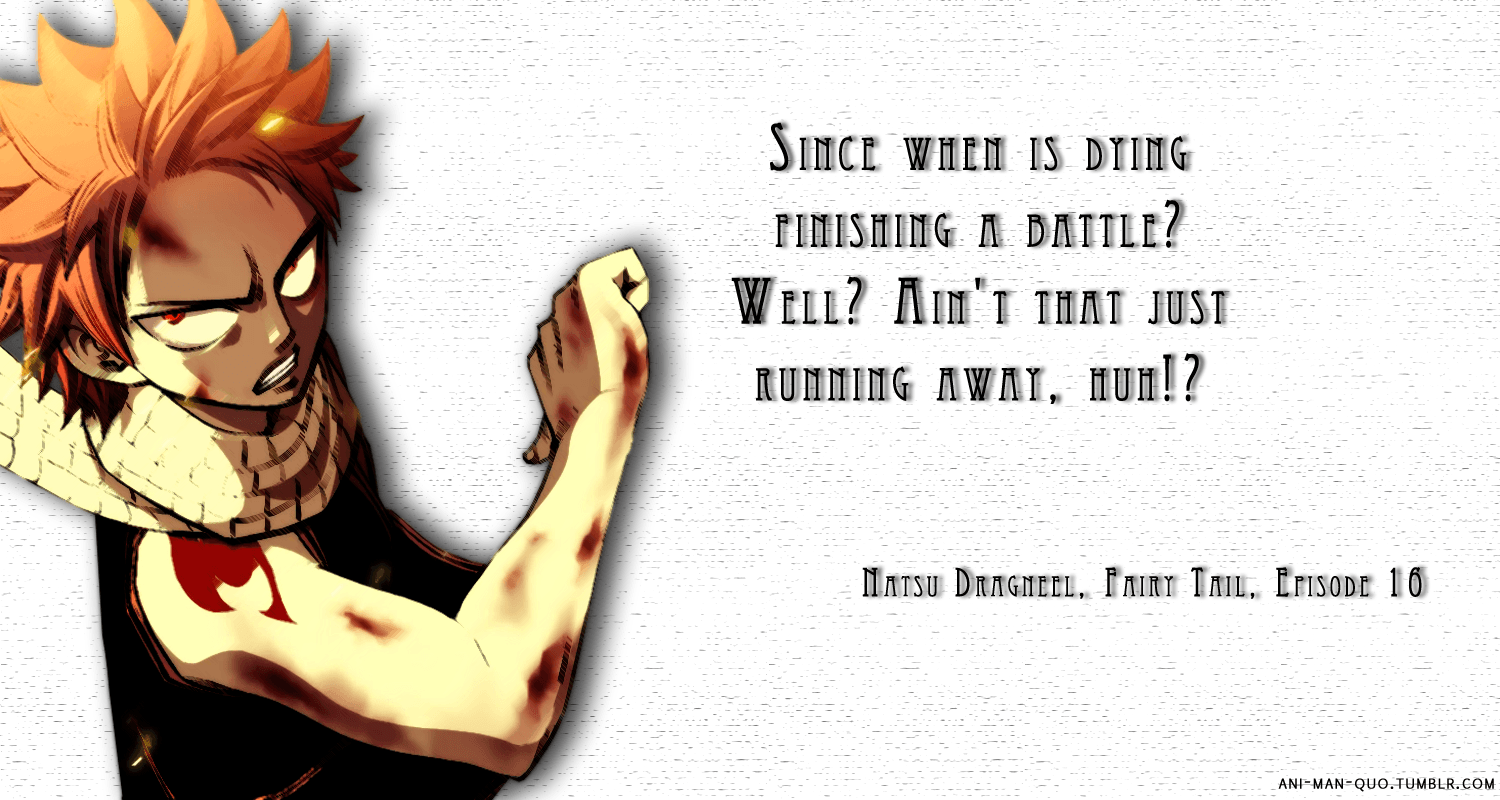 Since when is dying
finishing a battle?
Well? Ain't that just
running away, huh!?
Natsu Dragneel, Fairy Tail, Episode 16
ANI-MAN-QUO.TUMBLR.COM